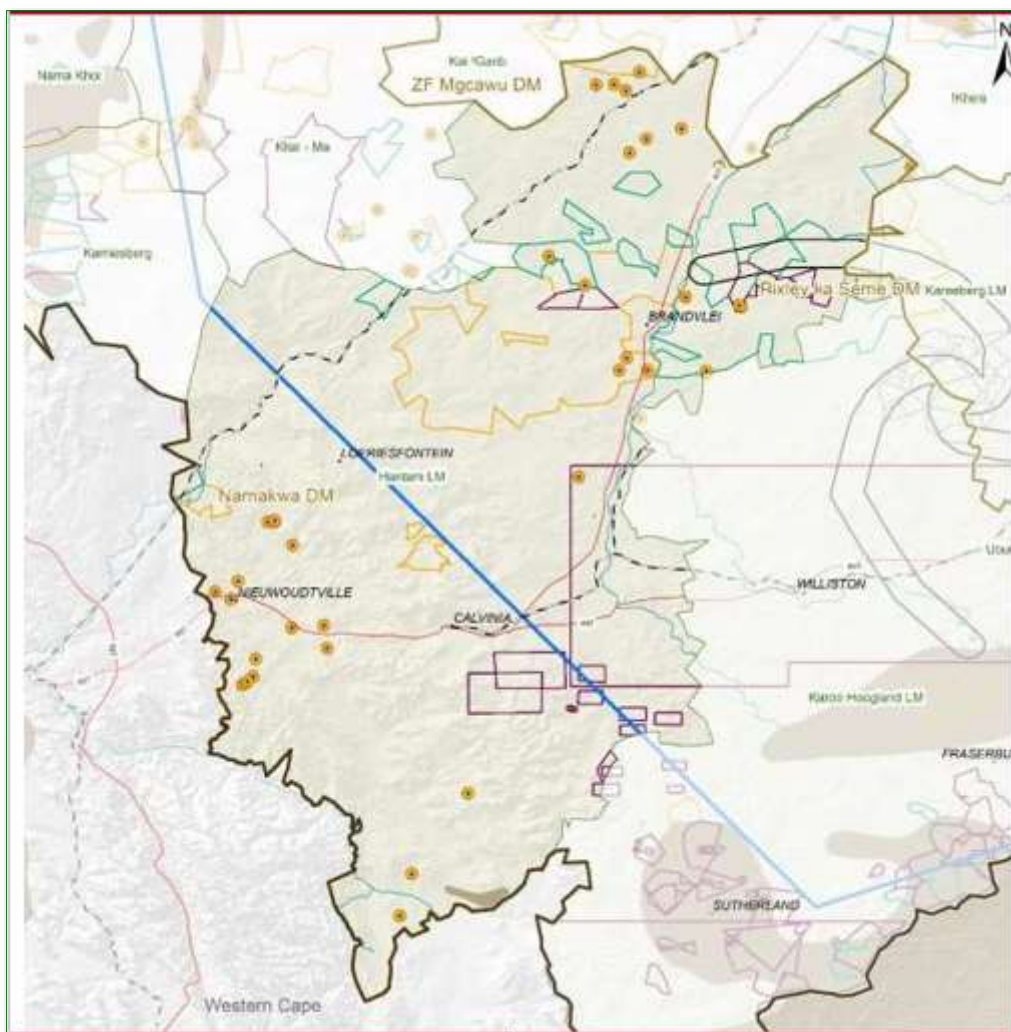 N
Kai !Garib
ZF Mgcawu DM
Nama Khoi
!Kheis
Khai - Ma
Kamiesberg
Pixley ka Seme DM
Kareeberg LM
BRANDVLEI
LOERIESFONTEIN
Hantam LM
Namakwa DM
Ubun
WILLISTON
NIEUWOUDTVILLE
CALVINIA
Karoo Hoogland LM
FRASERBU
SUTHERLAND
Western Cape